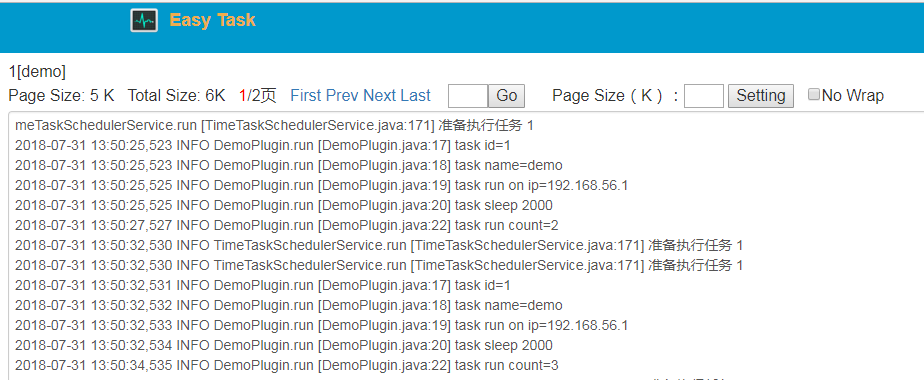 Easy Task
1[demo]
Page Size: 5 K Total Size: 6K 1/2页 First Prev Next Last Go Page Size ( K ) : Setting No Wrap
meTaskSchedulerService.run [TimeTaskSchedulerService.java:171] 准备执行任务 1
2018-07-31 13:50:25,523 INFO DemoPlugin.run [DemoPlugin.java:17] task id=1
2018-07-31 13:50:25,523 INFO DemoPlugin.run [DemoPlugin.java:18] task name=demo
2018-07-31 13:50:25,525 INFO DemoPlugin.run [DemoPlugin.java:19] task run on ip=192.168.56.1
2018-07-31 13:50:25,525 INFO DemoPlugin.run [DemoPlugin.java:20] task sleep 2000
2018-07-31 13:50:27,527 INFO DemoPlugin.run [DemoPlugin.java:22] task run count=2
2018-07-31 13:50:32,530 INFO TimeTaskSchedulerService.run [TimeTaskSchedulerService.java:171] 准备执行任务 1
2018-07-31 13:50:32,530 INFO TimeTaskSchedulerService.run [TimeTaskSchedulerService.java:171] 准备执行任务 1
2018-07-31 13:50:32,531 INFO DemoPlugin.run [DemoPlugin.java:17] task id=1
2018-07-31 13:50:32,532 INFO DemoPlugin.run [DemoPlugin.java:18] task name=demo
2018-07-31 13:50:32,533 INFO DemoPlugin.run [DemoPlugin.java:19] task run on ip=192.168.56.1
2018-07-31 13:50:32,534 INFO DemoPlugin.run [DemoPlugin.java:20] task sleep 2000
2018-07-31 13:50:34,535 INFO DemoPlugin.run [DemoPlugin.java:22] task run count=3